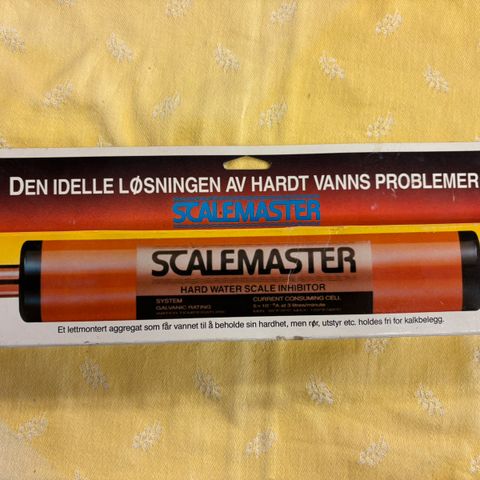 DEN IDELLE LØSNINGEN AV HARDT VANNS PROBLEMER
SCALEMASTER
SCALEMASTER
HARD WATER SCALE INHIBITOR
SYSTEM CURRENT CONSUMING CELL
GALVANIC RATING
Et lettmontert aggregat som får vannet til å beholde sin hardhet, men rør, utstyr etc. holdes fri for kalkbelegg.